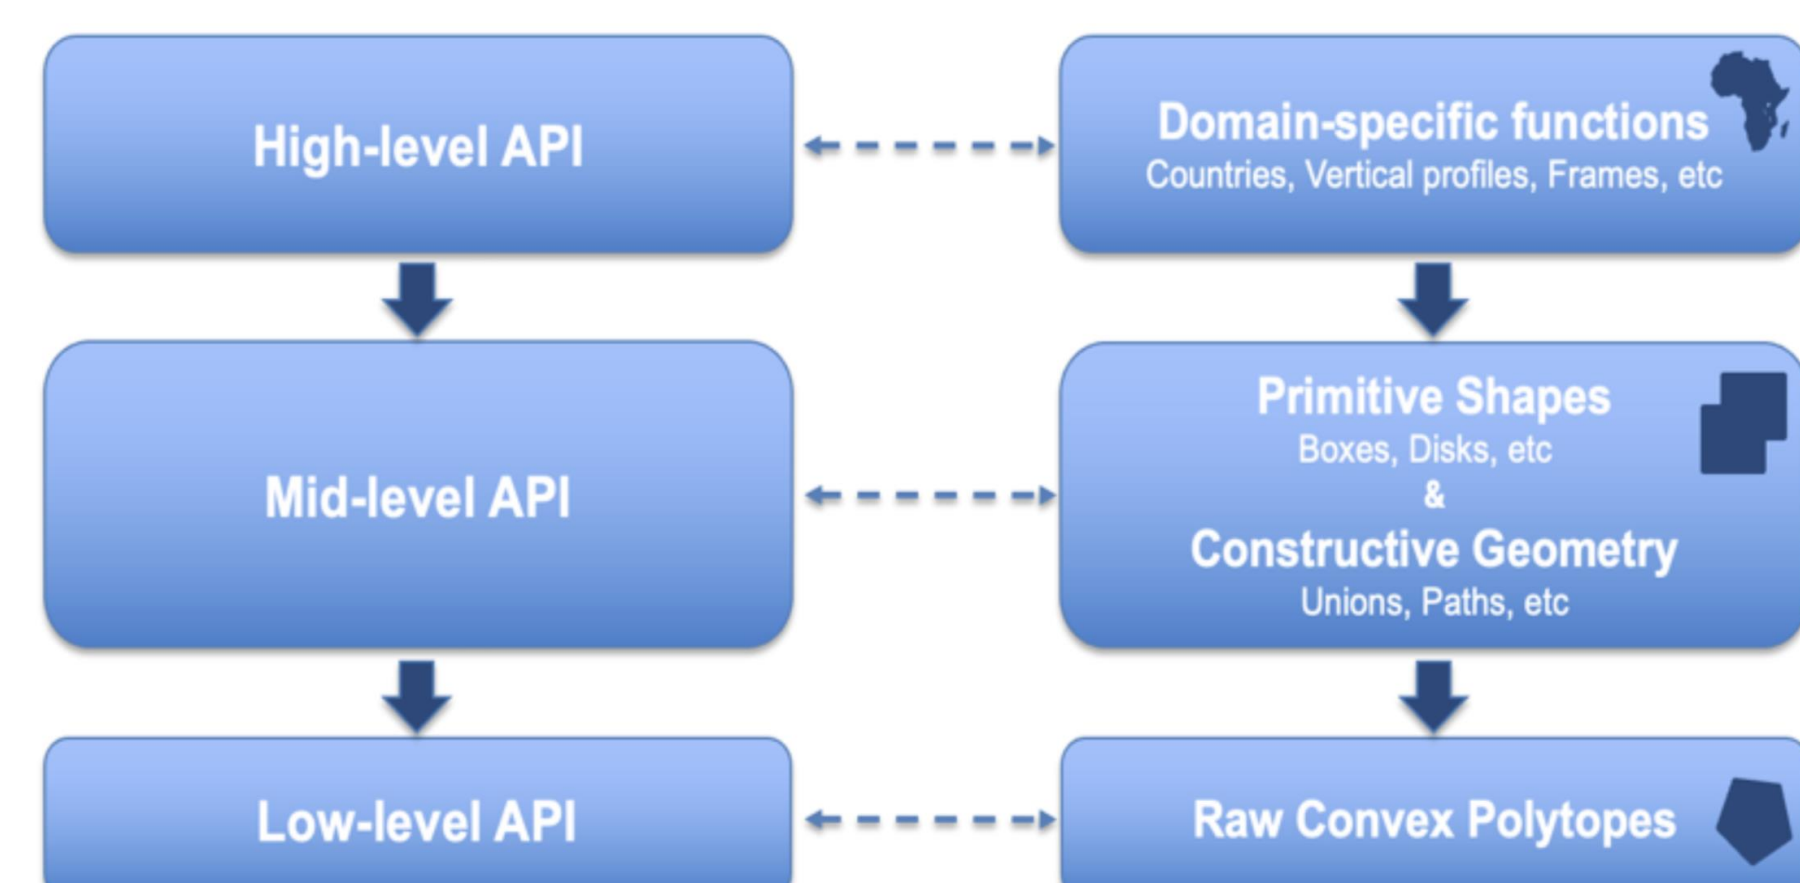 High-level API
Domain-specific functions
Countries, Vertical profiles, Frames, etc
Mid-level API
Primitive Shapes
Boxes, Disks, etc
&
Constructive Geometry
Unions, Paths, etc
Low-level API
Raw Convex Polytopes